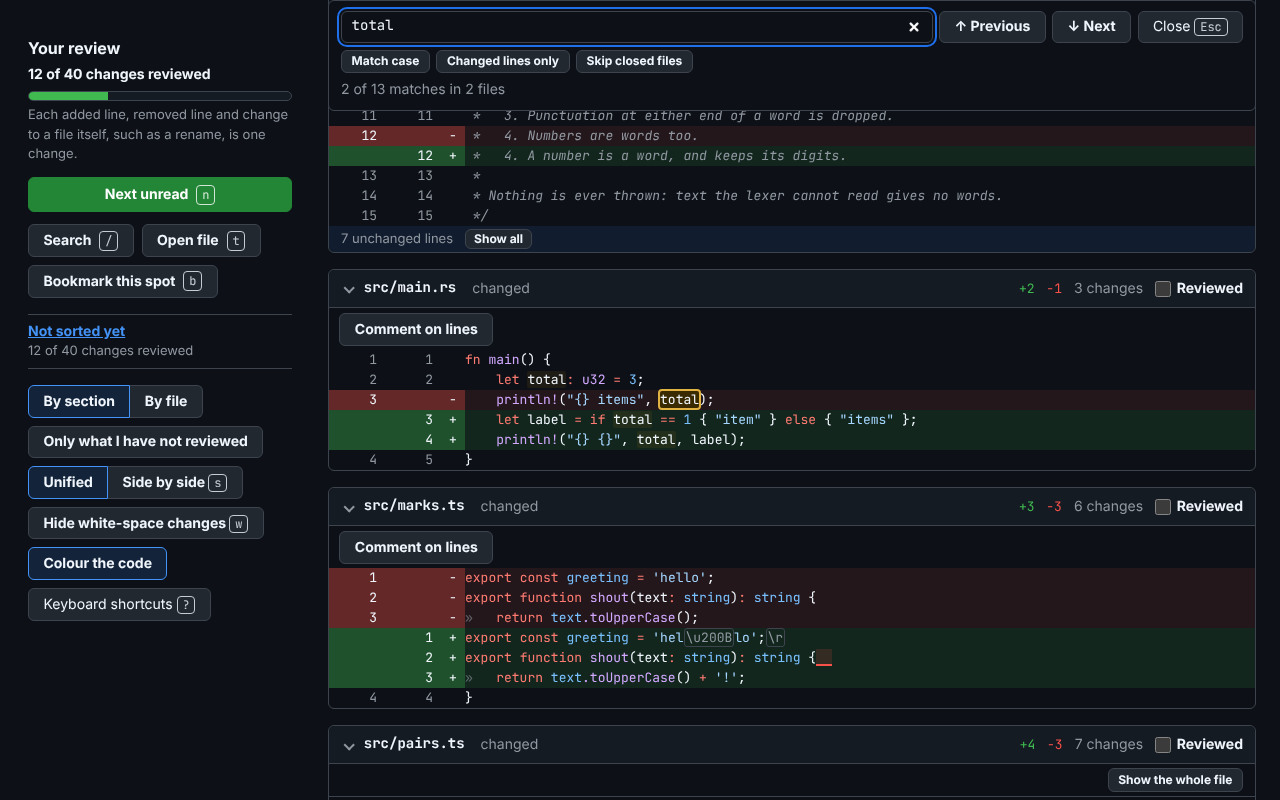 Your review
12 of 40 changes reviewed
Each added line, removed line and change
to a file itself, such as a rename, is one
change.
Next unread n
Search / Open file t
Bookmark this spot b
Not sorted yet
12 of 40 changes reviewed
By section By file
Only what I have not reviewed
Unified Side by side s
Hide white-space changes w
Colour the code
Keyboard shortcuts ?
total × ↑ Previous ↓ Next Close Esc
Match case Changed lines only Skip closed files
2 of 13 matches in 2 files
11 11 * 3. Punctuation at either end of a word is dropped.
12 - * 4. Numbers are words too.
12 + * 4. A number is a word, and keeps its digits.
13 13 *
14 14 * Nothing is ever thrown: text the lexer cannot read gives no words.
15 15 */
7 unchanged lines Show all
src/main.rs changed +2 -1 3 changes Reviewed
Comment on lines
1 1 fn main() {
2 2 let total: u32 = 3;
3 - println!("{} items", total);
3 + let label = if total == 1 { "item" } else { "items" };
4 + println!("{} {}", total, label);
4 5 }
src/marks.ts changed +3 -3 6 changes Reviewed
Comment on lines
1 - export const greeting = 'hello';
2 - export function shout(text: string): string {
3 - » return text.toUpperCase();
1 + export const greeting = 'hel\u200Blo';\r
2 + export function shout(text: string): string {
3 + » return text.toUpperCase() + '!';
4 4 }
src/pairs.ts changed +4 -3 7 changes Reviewed
Show the whole file